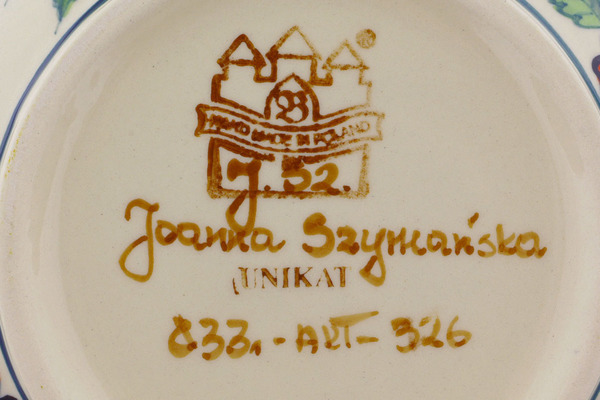 B
HAND MADE IN POLAND
J. 52.
Joanna Szymańska
UNIKAT
833,-ART-326